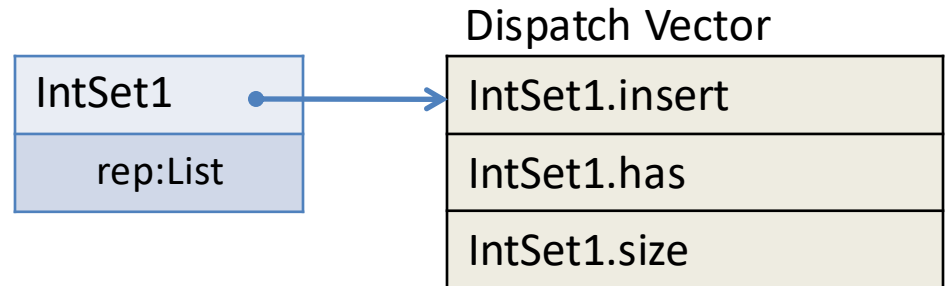 Dispatch Vector
IntSet1
IntSet1.insert
rep:List
IntSet1.has
IntSet1.size